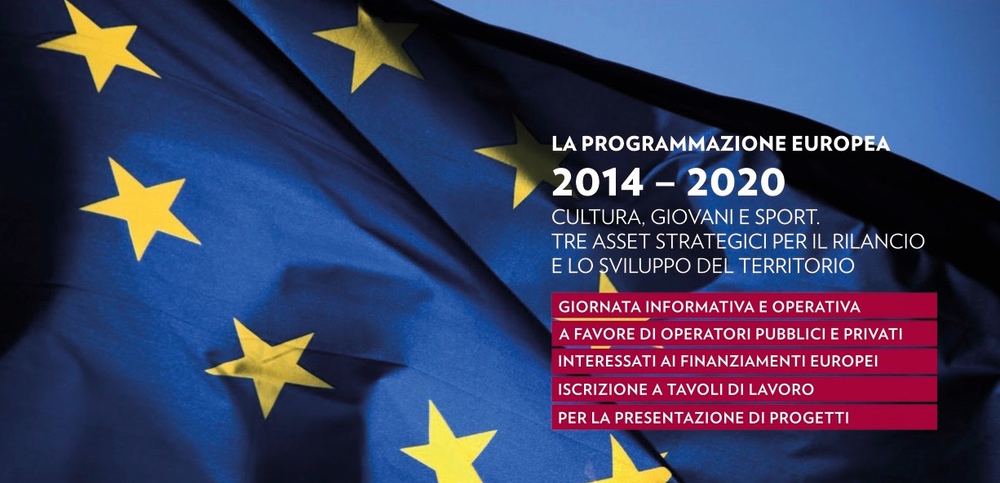 LA PROGRAMMAZIONE EUROPEA
2014 – 2020
CULTURA, GIOVANI E SPORT.
TRE ASSET STRATEGICI PER IL RILANCIO
E LO SVILUPPO DEL TERRITORIO
GIORNATA INFORMATIVA E OPERATIVA
A FAVORE DI OPERATORI PUBBLICI E PRIVATI
INTERESSATI AI FINANZIAMENTI EUROPEI
ISCRIZIONE A TAVOLI DI LAVORO
PER LA PRESENTAZIONE DI PROGETTI